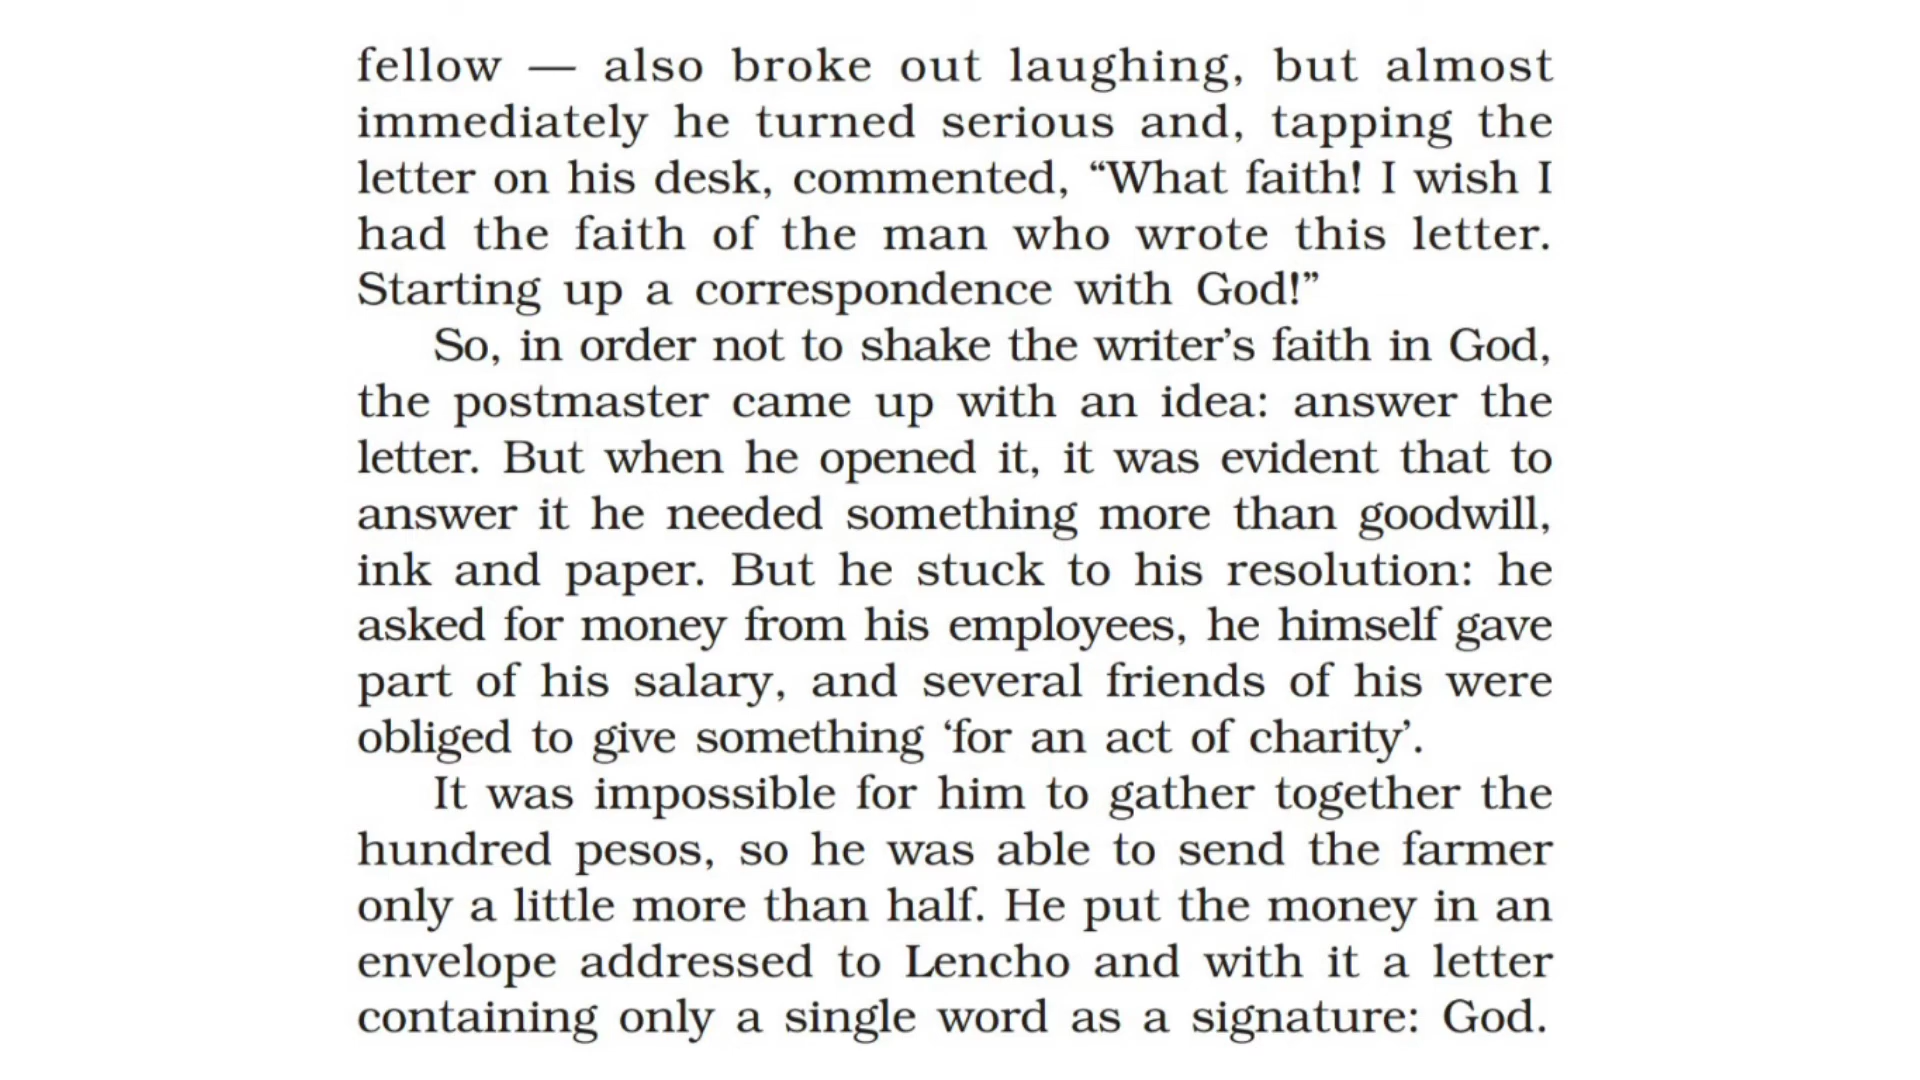 fellow — also broke out laughing, but almost
immediately he turned serious and, tapping the
letter on his desk, commented, “What faith! I wish I
had the faith of the man who wrote this letter.
Starting up a correspondence with God!”
So, in order not to shake the writer’s faith in God,
the postmaster came up with an idea: answer the
letter. But when he opened it, it was evident that to
answer it he needed something more than goodwill,
ink and paper. But he stuck to his resolution: he
asked for money from his employees, he himself gave
part of his salary, and several friends of his were
obliged to give something ‘for an act of charity’.
It was impossible for him to gather together the
hundred pesos, so he was able to send the farmer
only a little more than half. He put the money in an
envelope addressed to Lencho and with it a letter
containing only a single word as a signature: God.